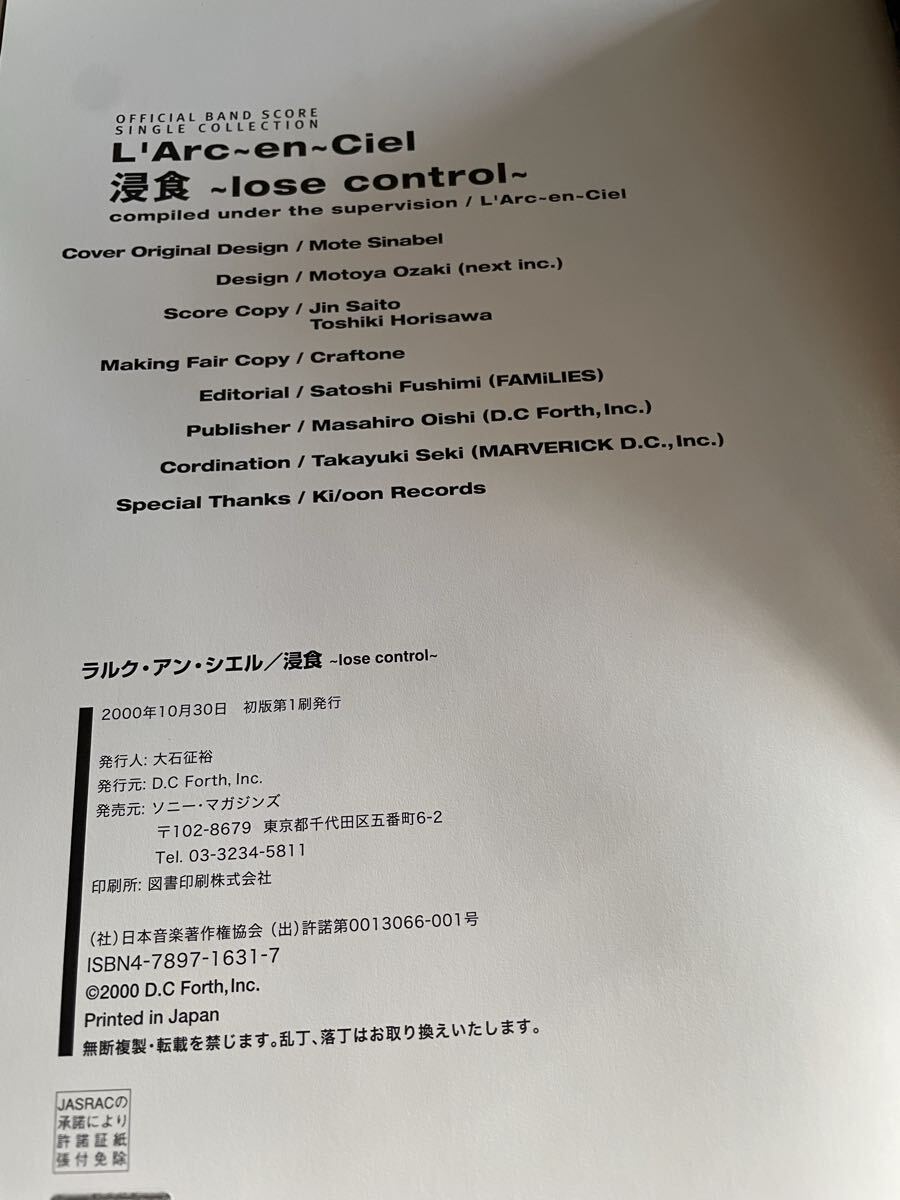 OFFICIAL BAND SCORE
SINGLE COLLECTION
L'Arc~en~Ciel
浸食 ~lose control~
compiled under the supervision / L'Arc~en~Ciel
Cover Original Design / Mote Sinabel
Design / Motoya Ozaki (next inc.)
Score Copy / Jin Saito
Toshiki Horisawa
Making Fair Copy / Craftone
Editorial / Satoshi Fushimi (FAMiLIES)
Publisher / Masahiro Oishi (D.C Forth, Inc.)
Cordination / Takayuki Seki (MARVERICK D.C., Inc.)
Special Thanks / Ki/oon Records
ラルク・アン・シエル／浸食 ~lose control~
2000年10月30日 初版第1刷発行
発行人: 大石征裕
発行元: D.C Forth, Inc.
発売元: ソニー・マガジンズ
〒102-8679 東京都千代田区五番町6-2
Tel. 03-3234-5811
印刷所: 図書印刷株式会社
（社）日本音楽著作権協会（出）許諾第0013066-001号
ISBN4-7897-1631-7
©2000 D.C Forth, Inc.
Printed in Japan
無断複製・転載を禁じます。乱丁、落丁はお取り換えいたします。
JASRACの
承諾により
許諾証紙
張付免除